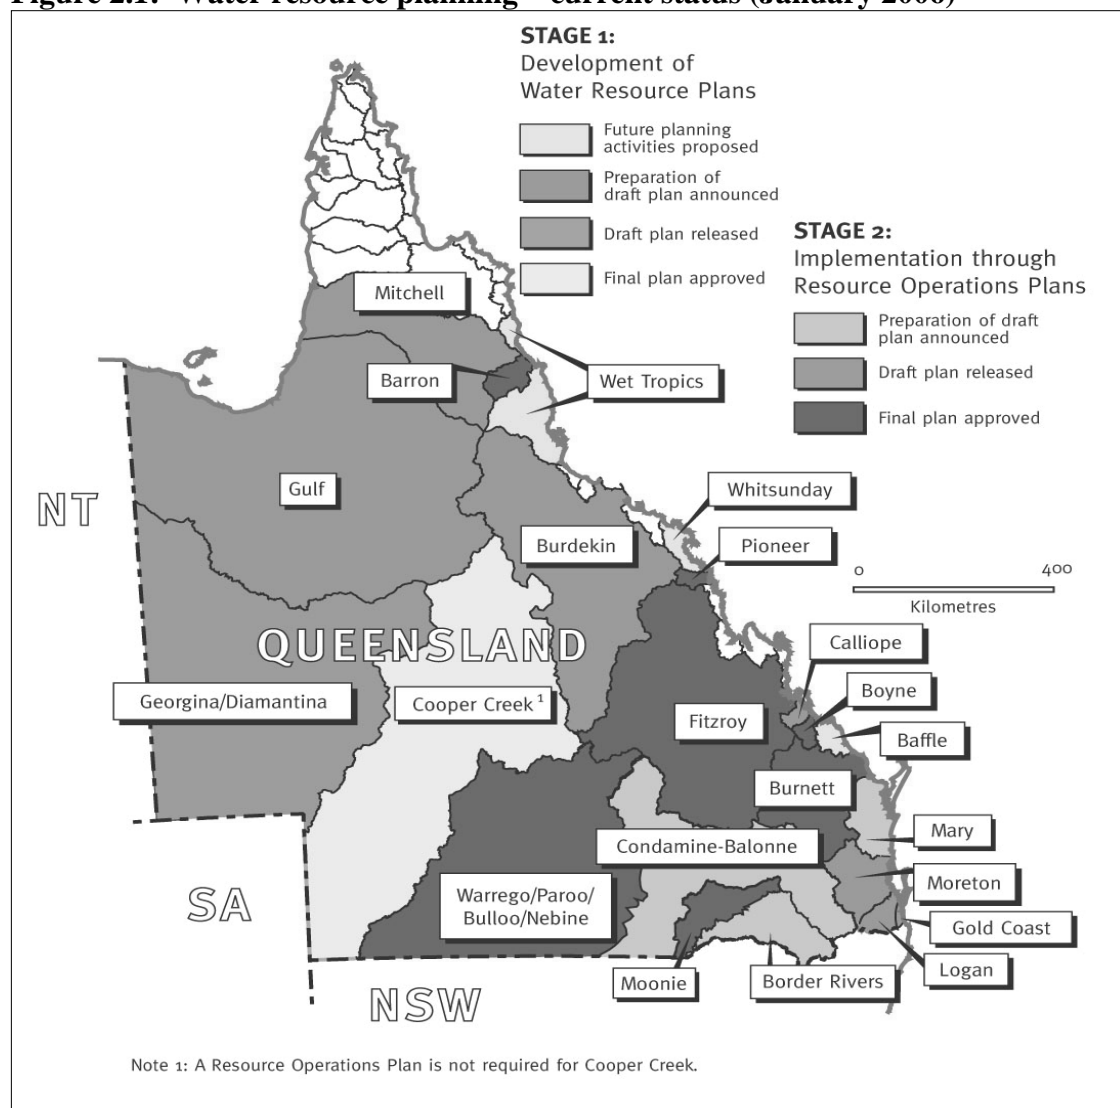 Figure 2.1: Water resource planning – current status (January 2006)
STAGE 1:
Development of
Water Resource Plans
Future planning
activities proposed
Preparation of
draft plan announced
Draft plan released
Final plan approved
STAGE 2:
Implementation through
Resource Operations Plans
Preparation of draft
plan announced
Draft plan released
Final plan approved
Mitchell
Barron
Wet Tropics
Gulf
NT
Whitsunday
Burdekin
Pioneer
0 400
Kilometres
QUEENSLAND
Calliope
Georgina/Diamantina
Cooper Creek 1
Boyne
Fitzroy
Baffle
Burnett
Mary
Condamine-Balonne
Moreton
SA
Warrego/Paroo/
Bulloo/Nebine
Gold Coast
Logan
Moonie
Border Rivers
NSW
Note 1: A Resource Operations Plan is not required for Cooper Creek.